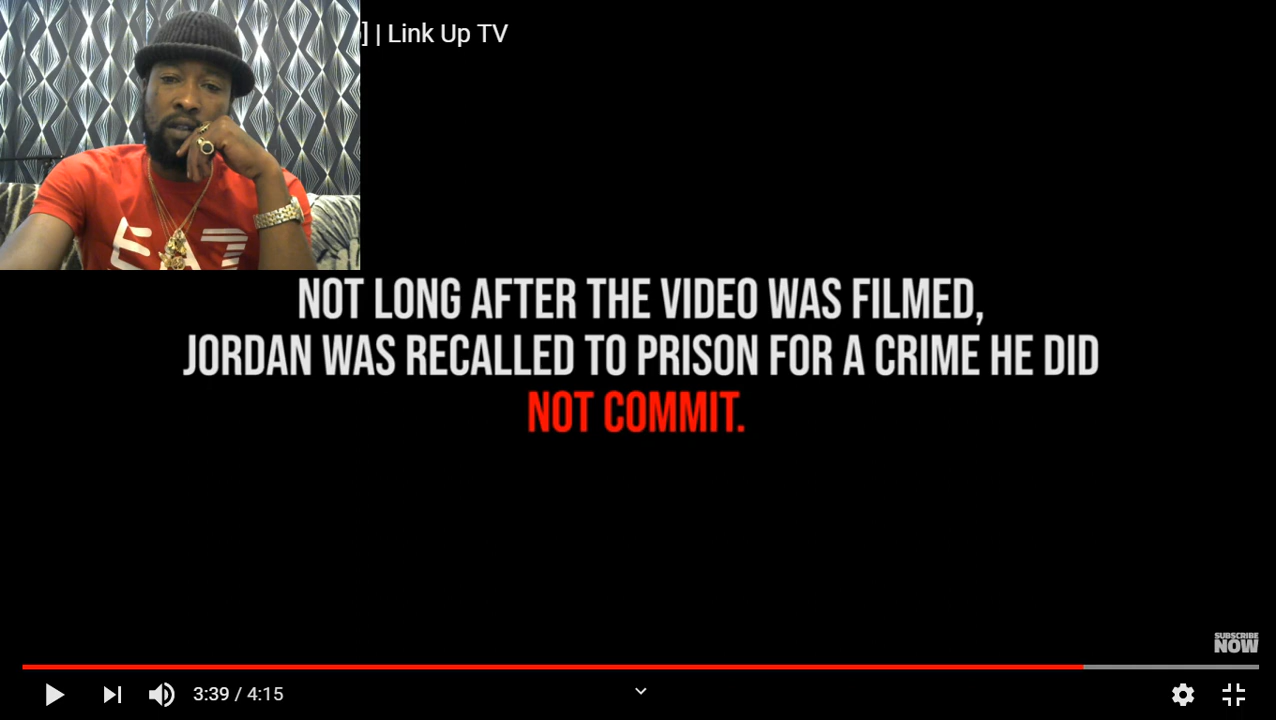 ] | Link Up TV
EA7
NOT LONG AFTER THE VIDEO WAS FILMED,
JORDAN WAS RECALLED TO PRISON FOR A CRIME HE DID
NOT COMMIT.
SUBSCRIBE
NOW
3:39 / 4:15